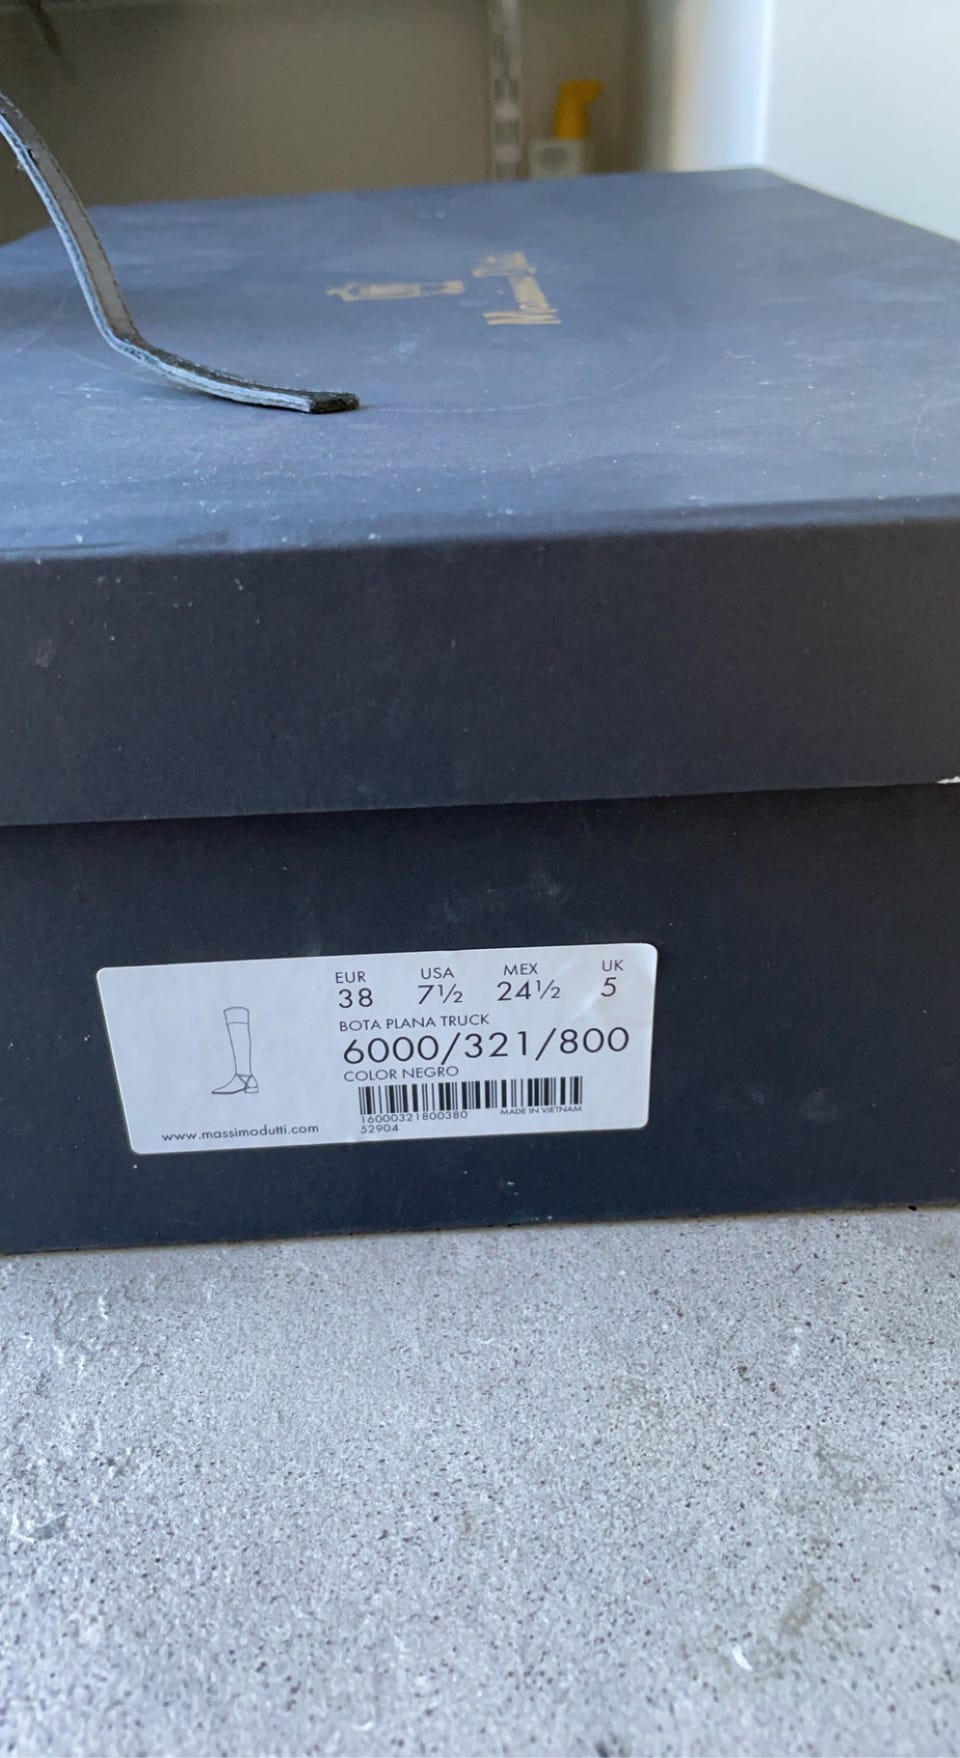 EUR USA MEX UK
38 7½ 24½ 5
BOTA PLANA TRUCK
6000/321/800
COLOR NEGRO
16000321800380 MADE IN VIETNAM
52904
www.massimodutti.com